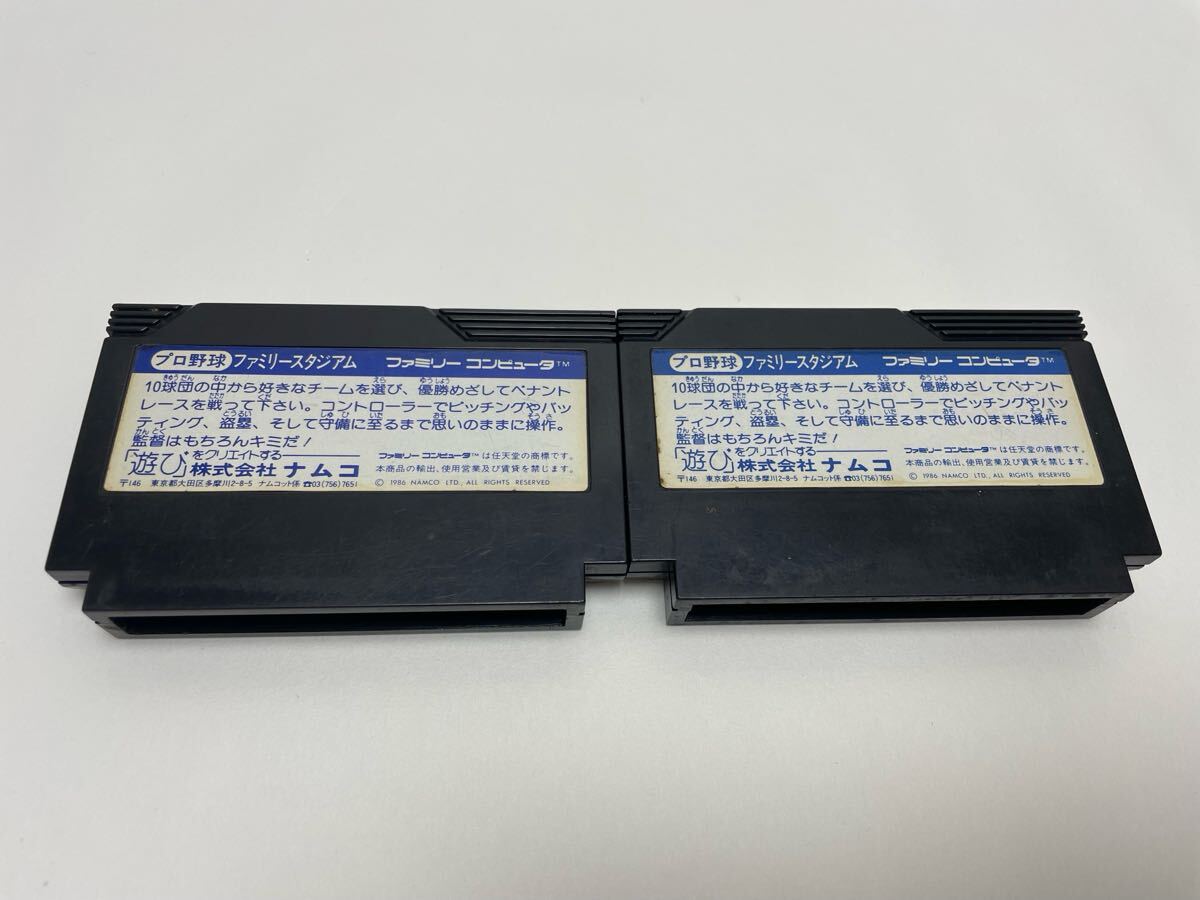 プロ野球 ファミリースタジアム ファミリー コンピュータ™
10球団の中から好きなチームを選び、優勝めざしてペナント
レースを戦って下さい。コントローラーでピッチングやバッ
ティング、盗塁、そして守備に至るまで思いのままに操作。
監督はもちろんキミだ！
「遊び」をクリエイトする
株式会社 ナムコ
ファミリー コンピュータ™ は任天堂の商標です。
本商品の輸出、使用営業及び賃貸を禁じます。
〒146 東京都大田区多摩川2-8-5 ナムコット係 ☎03(756)7651
© 1986 NAMCO LTD., ALL RIGHTS RESERVED
プロ野球 ファミリースタジアム ファミリー コンピュータ™
10球団の中から好きなチームを選び、優勝めざしてペナント
レースを戦って下さい。コントローラーでピッチングやバッ
ティング、盗塁、そして守備に至るまで思いのままに操作。
監督はもちろんキミだ！
「遊び」をクリエイトする
株式会社 ナムコ
ファミリー コンピュータ™ は任天堂の商標です。
本商品の輸出、使用営業及び賃貸を禁じます。
〒146 東京都大田区多摩川2-8-5 ナムコット係 ☎03(756)7651
© 1986 NAMCO LTD., ALL RIGHTS RESERVED